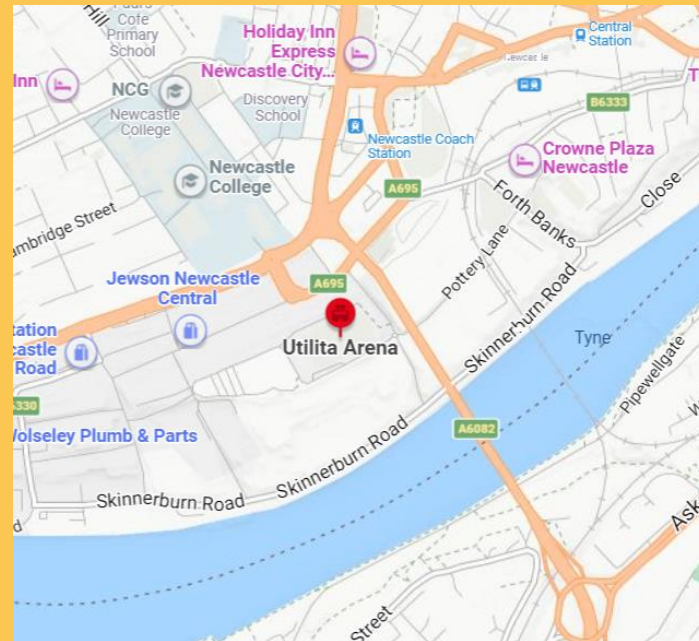 Hill
Cofe
Primary
School
Holiday Inn
Express
Newcastle City...
Central
Station
Inn
NCG
Newcastle
College
Discovery
School
B6333
Newcastle Coach
Station
Crowne Plaza
Newcastle
Newcastle
College
A695
Forth Banks
Close
Street
Pottery Lane
Jewson Newcastle
Central
A695
Skinnerburn Road
Tyne
Utilita Arena
Road
Pipewellgate
Wolseley Plumb & Parts
A6082
Skinnerburn Road
Skinnerburn Road
Street